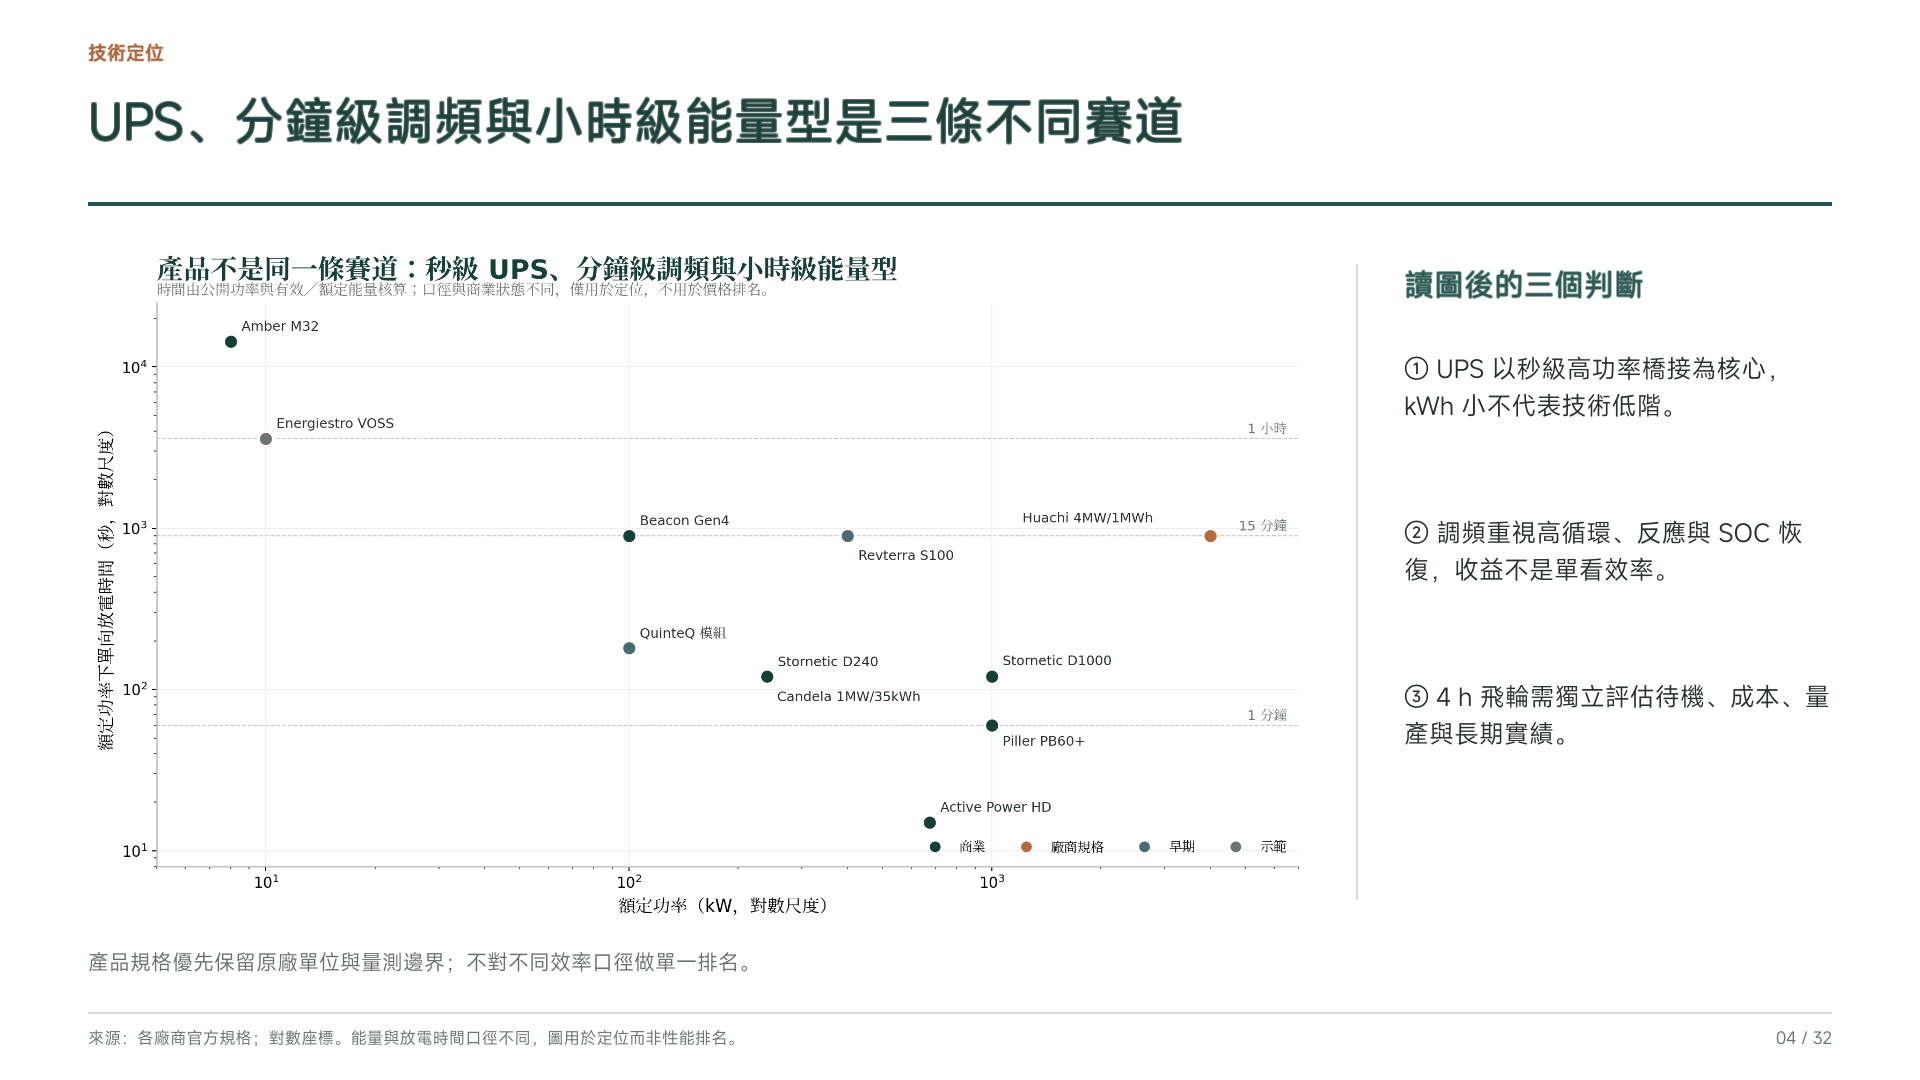 技術定位
UPS、分鐘級調頻與小時級能量型是三條不同賽道
產品不是同一條賽道：秒級 UPS、分鐘級調頻與小時級能量型
時間由公開功率與有效／額定能量核算；口徑與商業狀態不同，僅用於定位，不用於價格排名。
額定功率下單向放電時間（秒，對數尺度）
10⁴
10³
10²
10¹
Amber M32
Energiestro VOSS
1 小時
Beacon Gen4
Revterra S100
Huachi 4MW/1MWh
15 分鐘
QuinteQ 模組
Stornetic D240
Candela 1MW/35kWh
Stornetic D1000
1 分鐘
Piller PB60+
Active Power HD
商業 廠商規格 早期 示範
10¹ 10² 10³
額定功率（kW，對數尺度）
讀圖後的三個判斷
① UPS 以秒級高功率橋接為核心，
kWh 小不代表技術低階。
② 調頻重視高循環、反應與 SOC 恢
復，收益不是單看效率。
③ 4 h 飛輪需獨立評估待機、成本、量
產與長期實績。
產品規格優先保留原廠單位與量測邊界；不對不同效率口徑做單一排名。
來源：各廠商官方規格；對數座標。能量與放電時間口徑不同，圖用於定位而非性能排名。
04 / 32